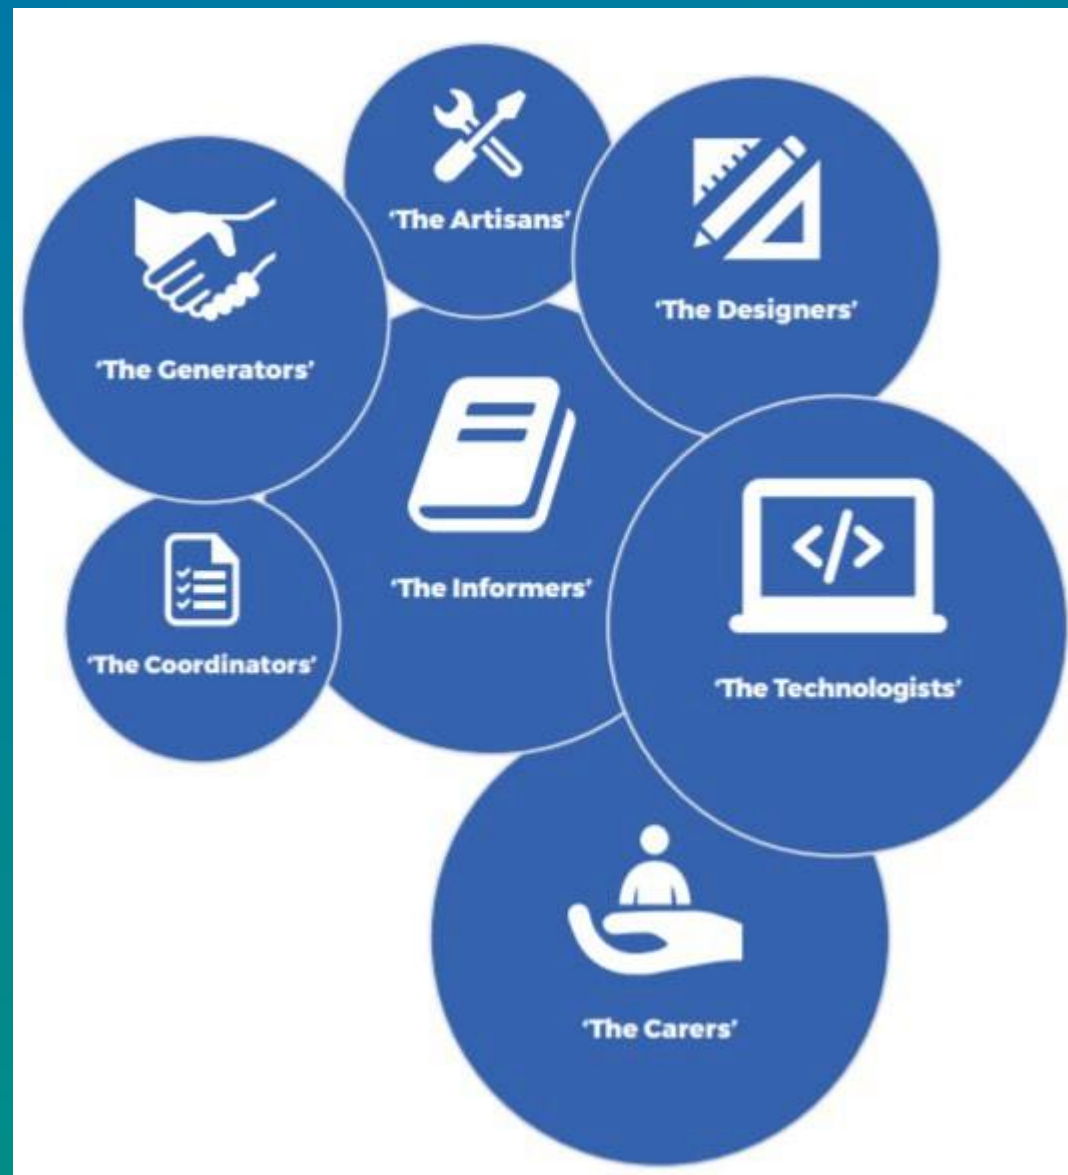 ‘The Artisans’
‘The Designers’
‘The Generators’
‘The Informers’
‘The Coordinators’
‘The Technologists’
‘The Carers’